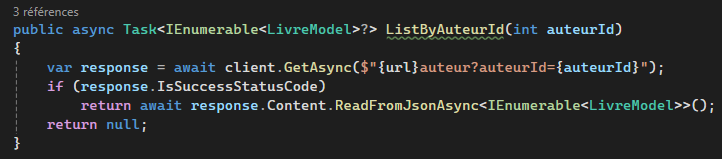 3 références
public async Task<IEnumerable<LivreModel>?> ListByAuteurId(int auteurId)
{
    var response = await client.GetAsync($"{url}auteur?auteurId={auteurId}");
    if (response.IsSuccessStatusCode)
        return await response.Content.ReadFromJsonAsync<IEnumerable<LivreModel>>();
    return null;
}